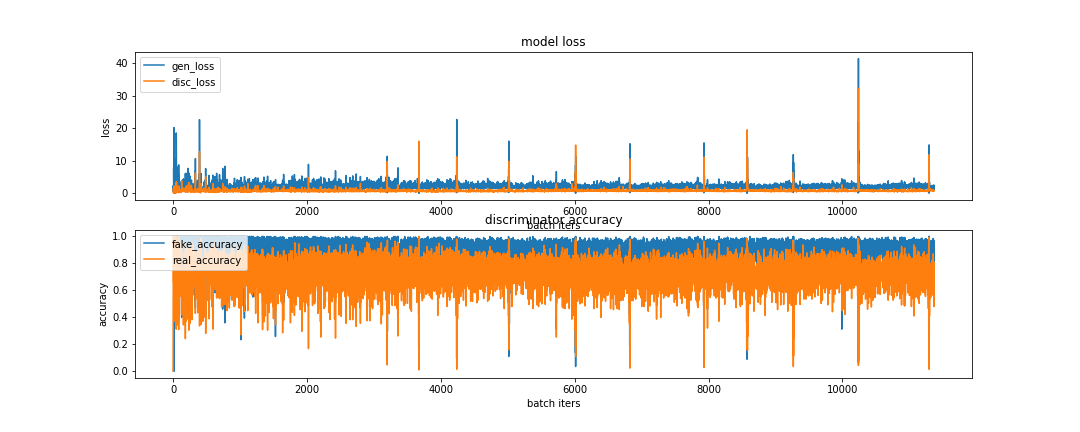 model loss
gen_loss
disc_loss
loss
40
30
20
10
0
0 2000 4000 6000 8000 10000
batch iters
discriminator accuracy
fake_accuracy
real_accuracy
accuracy
1.0
0.8
0.6
0.4
0.2
0.0
0 2000 4000 6000 8000 10000
batch iters